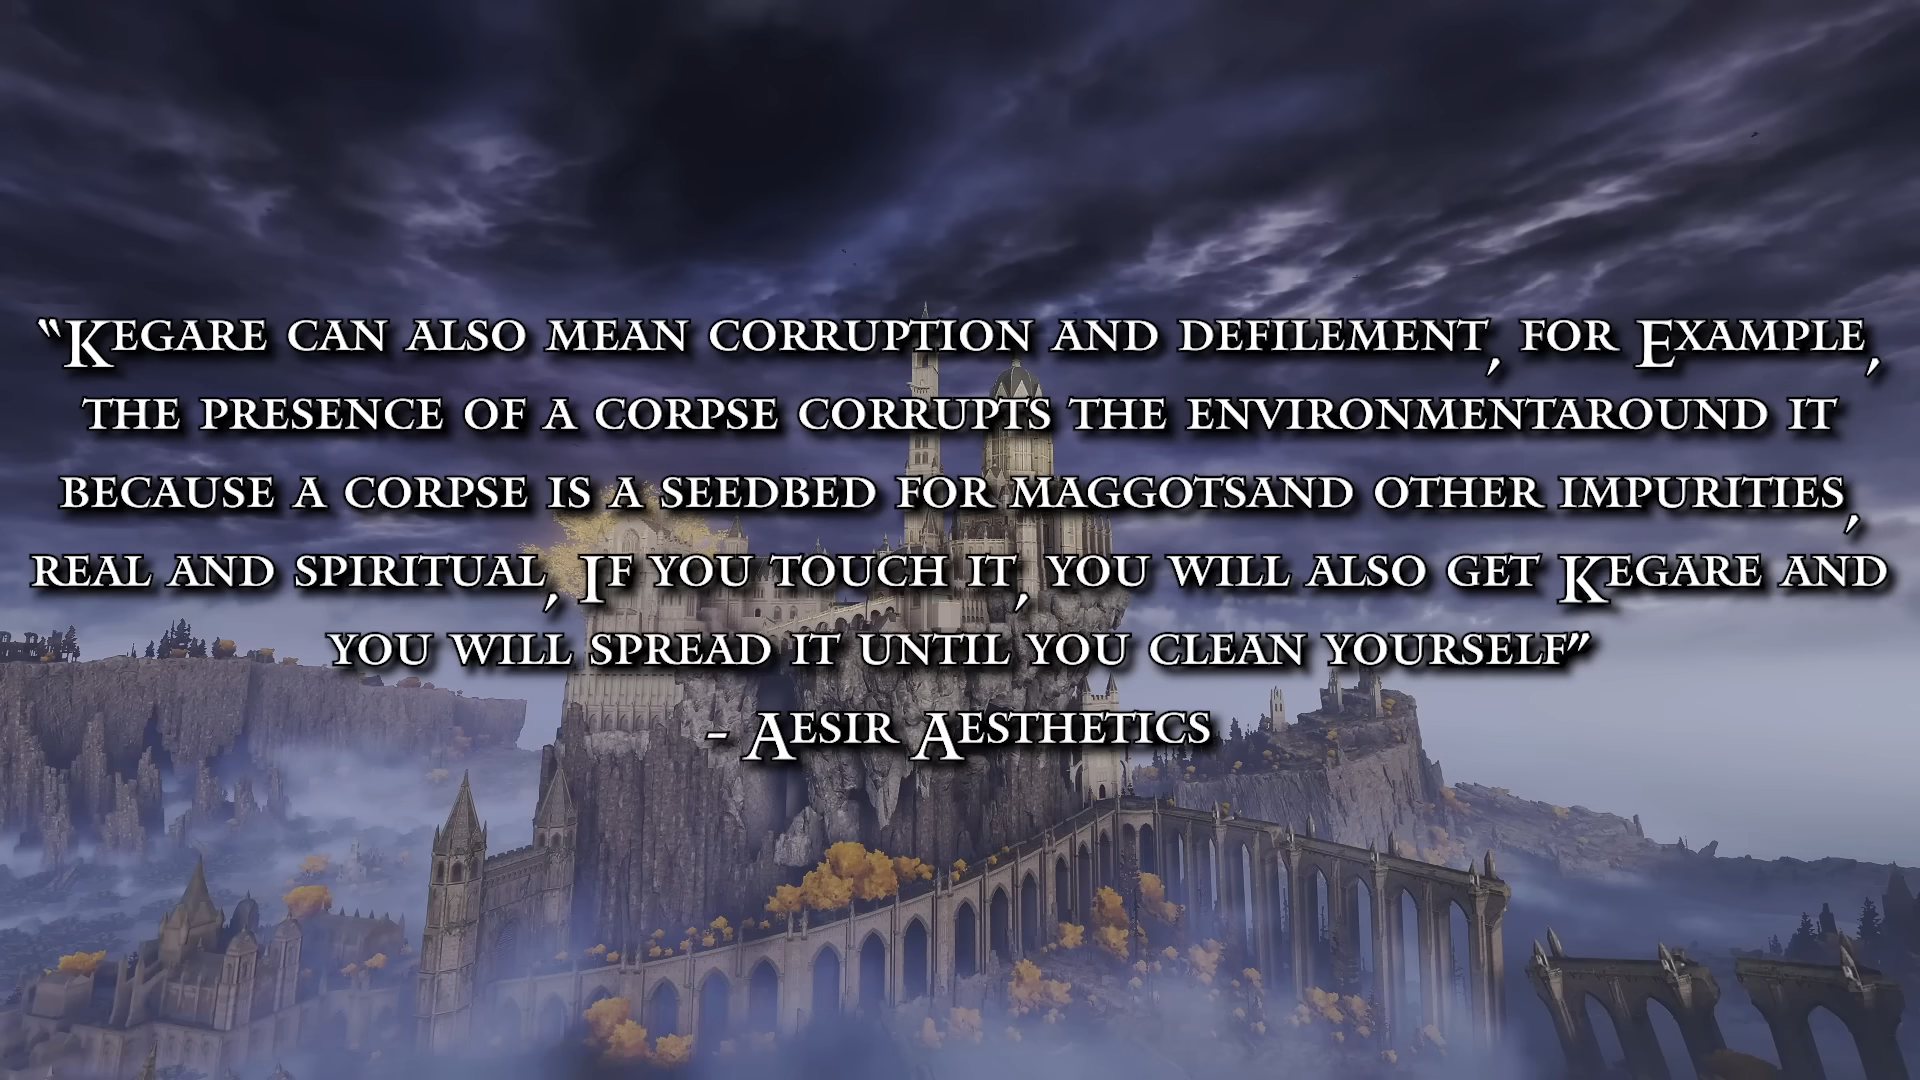 “Kegare can also mean corruption and defilement, for Example,
the presence of a corpse corrupts the environmentaround it
because a corpse is a seedbed for maggotsand other impurities,
real and spiritual, If you touch it, you will also get Kegare and
you will spread it until you clean yourself”
- Aesir Aesthetics